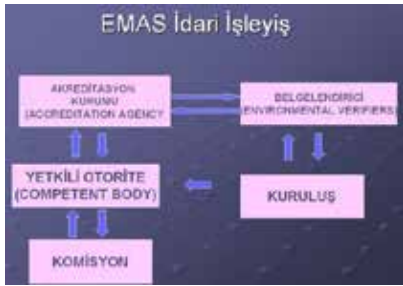 EMAS İdari İşleyiş
AKREDİTASYON
KURUMU
(ACCREDITATION AGENCY
BELGELENDİRİCİ
(ENVIRONMENTAL VERIFIERS)
YETKİLİ OTORİTE
(COMPETENT BODY)
KURULUŞ
KOMİSYON